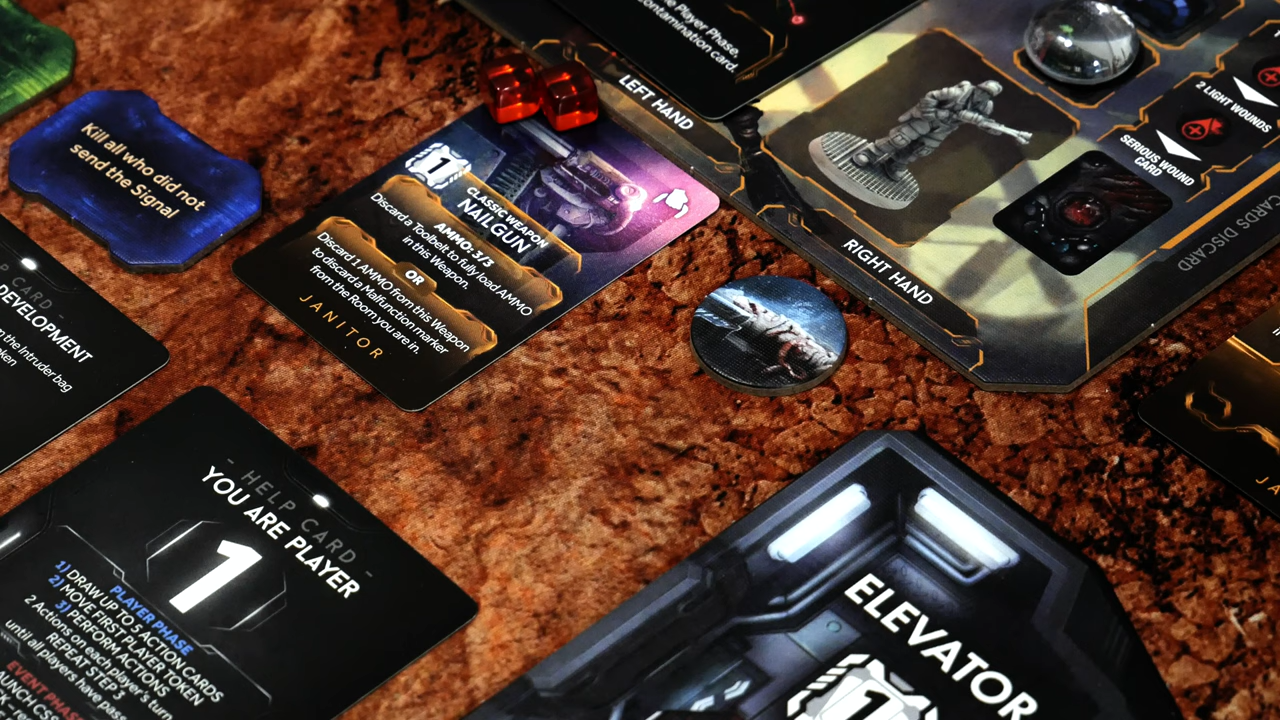 Player Phase,
contamination card.
LEFT HAND
RIGHT HAND
2 LIGHT WOUNDS
SERIOUS WOUND
CARD
CARDS DISCARD
Kill all who did not
send the Signal
1
CLASSIC WEAPON
NAILGUN
AMMO: 3/3
Discard a Toolbelt to fully load AMMO
in this Weapon.
OR
Discard 1 AMMO from this Weapon
to discard a Malfunction marker
from the Room you are in.
JANITOR
CARD
DEVELOPMENT
the Intruder bag
- HELP CARD -
YOU ARE PLAYER
1
PLAYER PHASE
1) DRAW UP TO 5 ACTION CARDS
2) MOVE FIRST PLAYER TOKEN
3) PERFORM ACTIONS
2 Actions on each player's turn
until all players have pass
REPEAT STEP 3
EVENT PHASE
ELEVATOR
1
JA